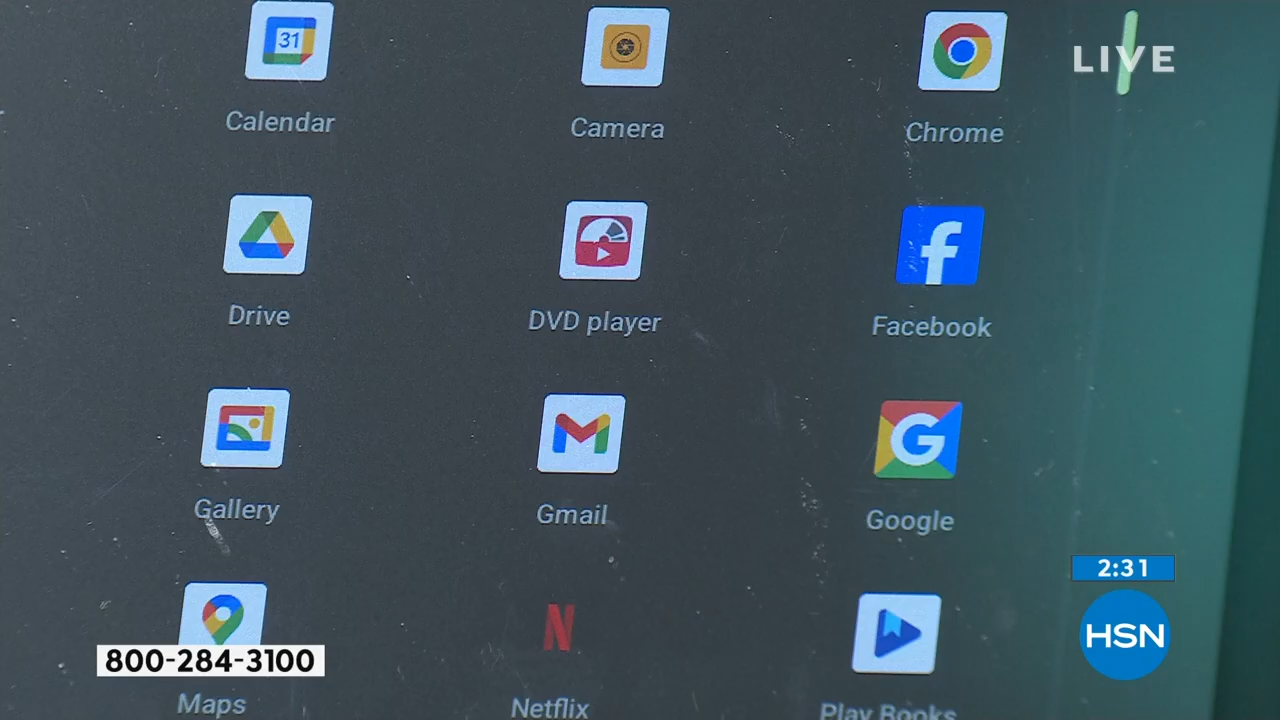 31
LIVE
Calendar
Camera
Chrome
f
Drive
DVD player
Facebook
G
Gallery
Gmail
Google
N
2:31
HSN
800-284-3100
Maps
Netflix
Play Books